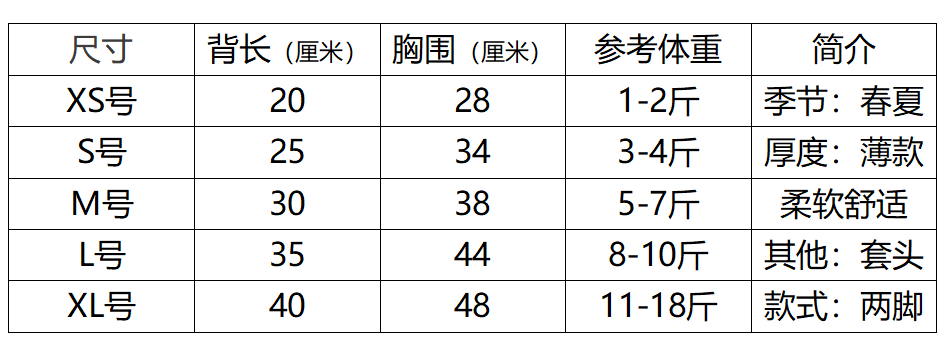 尺寸 背长（厘米） 胸围（厘米） 参考体重 简介
XS号 20 28 1-2斤 季节：春夏
S号 25 34 3-4斤 厚度：薄款
M号 30 38 5-7斤 柔软舒适
L号 35 44 8-10斤 其他：套头
XL号 40 48 11-18斤 款式：两脚